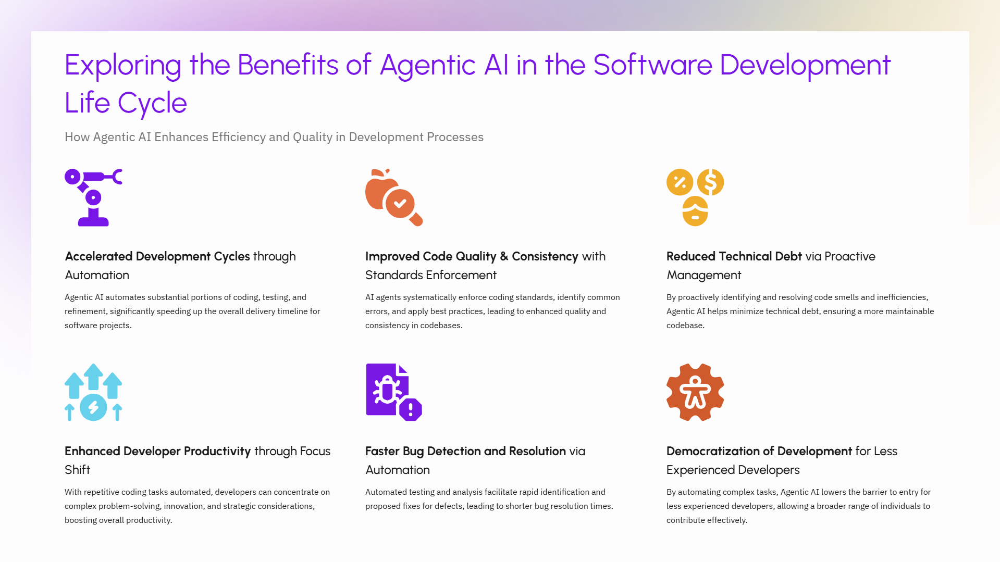 Exploring the Benefits of Agentic AI in the Software Development
Life Cycle
How Agentic AI Enhances Efficiency and Quality in Development Processes
Accelerated Development Cycles through
Automation
Agentic AI automates substantial portions of coding, testing, and
refinement, significantly speeding up the overall delivery timeline for
software projects.
Improved Code Quality & Consistency with
Standards Enforcement
AI agents systematically enforce coding standards, identify common
errors, and apply best practices, leading to enhanced quality and
consistency in codebases.
Reduced Technical Debt via Proactive
Management
By proactively identifying and resolving code smells and inefficiencies,
Agentic AI helps minimize technical debt, ensuring a more maintainable
codebase.
Enhanced Developer Productivity through Focus
Shift
With repetitive coding tasks automated, developers can concentrate on
complex problem-solving, innovation, and strategic considerations,
boosting overall productivity.
Faster Bug Detection and Resolution via
Automation
Automated testing and analysis facilitate rapid identification and
proposed fixes for defects, leading to shorter bug resolution times.
Democratization of Development for Less
Experienced Developers
By automating complex tasks, Agentic AI lowers the barrier to entry for
less experienced developers, allowing a broader range of individuals to
contribute effectively.